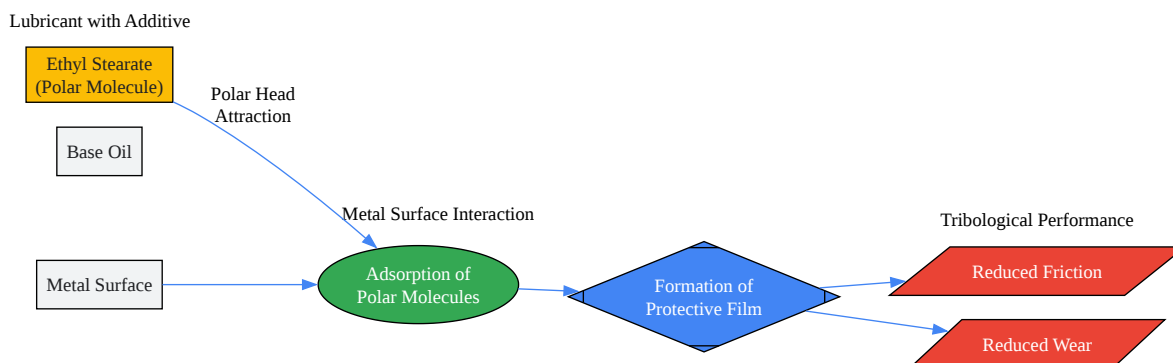 Lubricant with Additive
Ethyl Stearate
(Polar Molecule)
Polar Head
Attraction
Base Oil
Metal Surface Interaction
Metal Surface
Adsorption of
Polar Molecules
Formation of
Protective Film
Tribological Performance
Reduced Friction
Reduced Wear